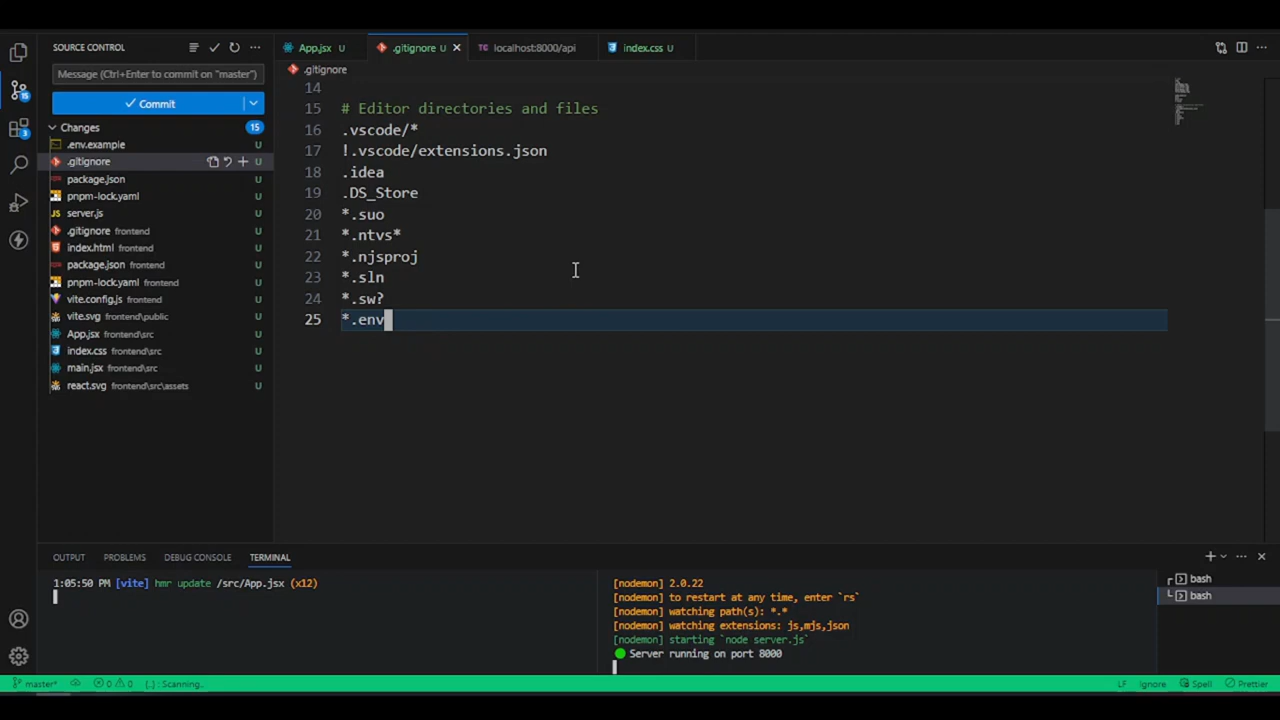 SOURCE CONTROL
Message (Ctrl+Enter to commit on "master")
Commit
Changes 15
.env.example U
.gitignore U
package.json U
pnpm-lock.yaml U
server.js U
.gitignore frontend U
index.html frontend U
package.json frontend U
pnpm-lock.yaml frontend U
vite.config.js frontend U
vite.svg frontend\public U
App.jsx frontend\src U
index.css frontend\src U
main.jsx frontend\src U
react.svg frontend\src\assets U
15
3
App.jsx U
.gitignore U
TC localhost:8000/api
index.css U
.gitignore
14
15 # Editor directories and files
16 .vscode/*
17 !.vscode/extensions.json
18 .idea
19 .DS_Store
20 *.suo
21 *.ntvs*
22 *.njsproj
23 *.sln
24 *.sw?
25 *.env
OUTPUT PROBLEMS DEBUG CONSOLE TERMINAL
1:05:50 PM [vite] hmr update /src/App.jsx (x12)
[nodemon] 2.0.22
[nodemon] to restart at any time, enter `rs`
[nodemon] watching path(s): *.*
[nodemon] watching extensions: js,mjs,json
[nodemon] starting `node server.js`
Server running on port 8000
bash
bash
master* 0 0 {..}: Scanning.. LF Ignore Spell Prettier